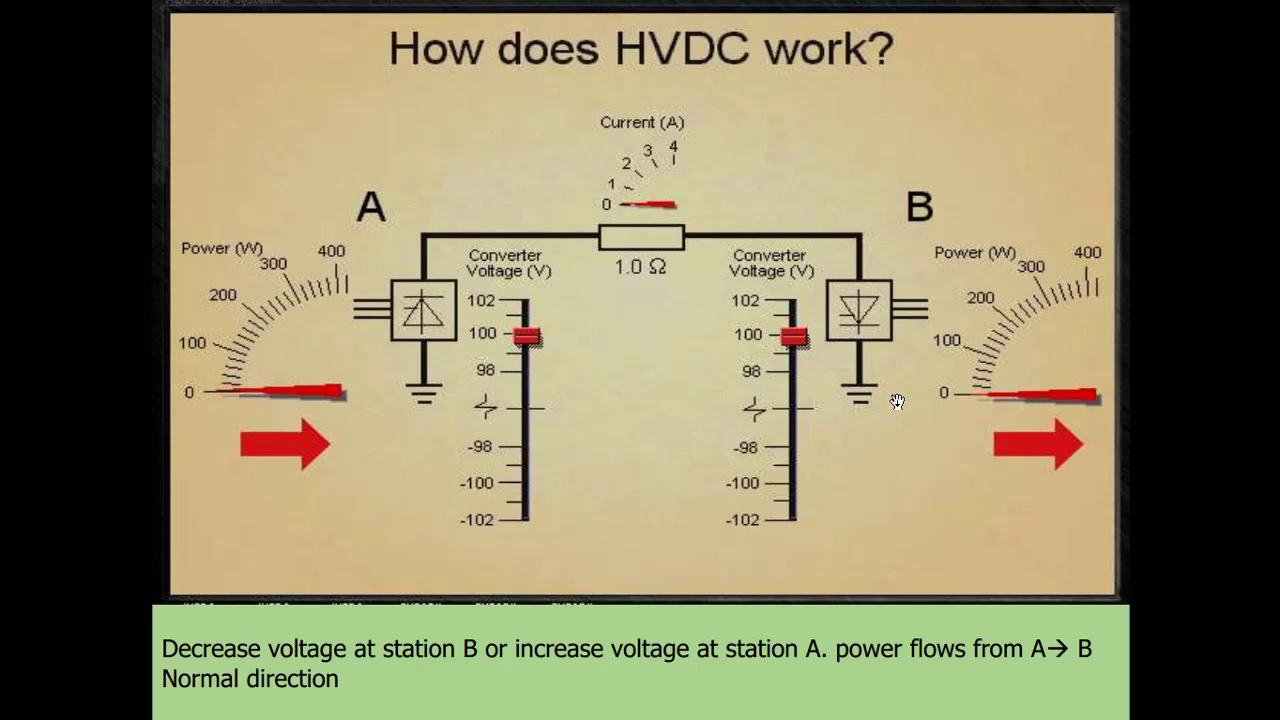 How does HVDC work?
Current (A)
0 1 2 3 4
A
B
Power (W)
0 100 200 300 400
Converter
Voltage (V)
102
100
98
-98
-100
-102
1.0 Ω
Converter
Voltage (V)
102
100
98
-98
-100
-102
Power (W)
0 100 200 300 400
Decrease voltage at station B or increase voltage at station A. power flows from A→ B
Normal direction